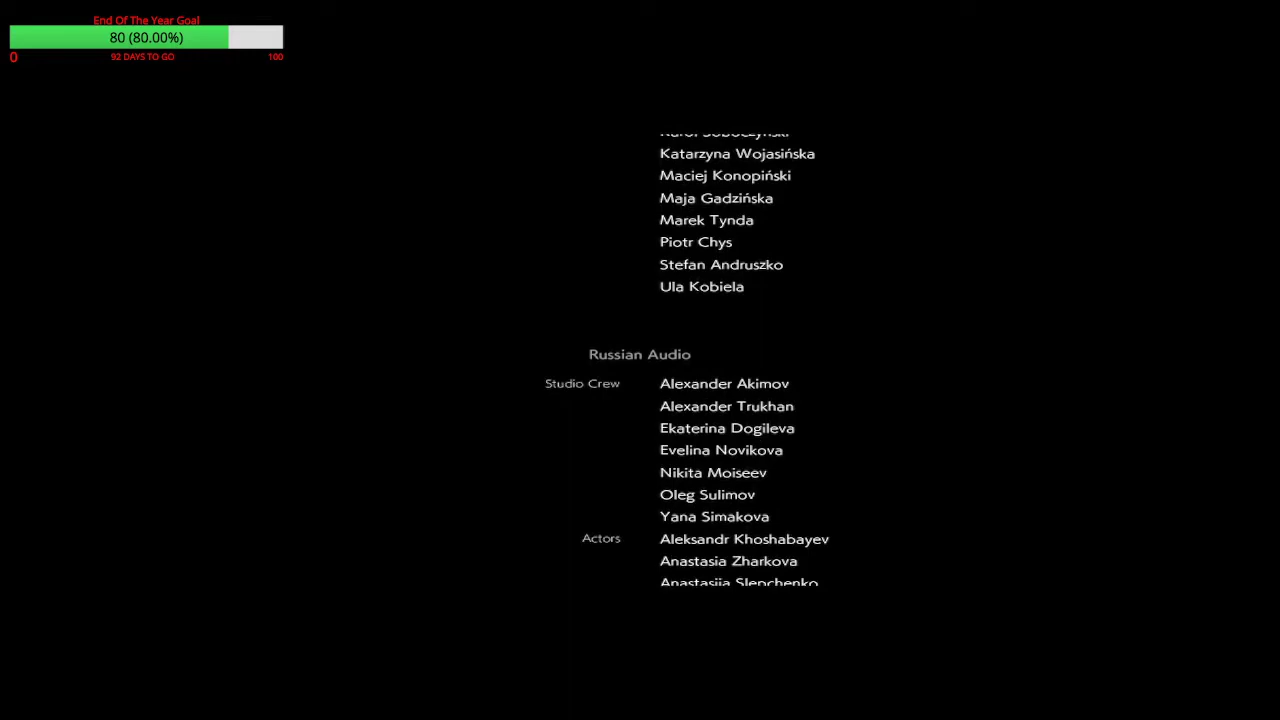 End Of The Year Goal
80 (80.00%)
0 92 DAYS TO GO 100
Katarzyna Wojasińska
Maciej Konopiński
Maja Gadzińska
Marek Tynda
Piotr Chys
Stefan Andruszko
Ula Kobiela
Russian Audio
Studio Crew Alexander Akimov
Alexander Trukhan
Ekaterina Dogileva
Evelina Novikova
Nikita Moiseev
Oleg Sulimov
Yana Simakova
Actors Aleksandr Khoshabayev
Anastasia Zharkova
Anastasiia Slepchenko